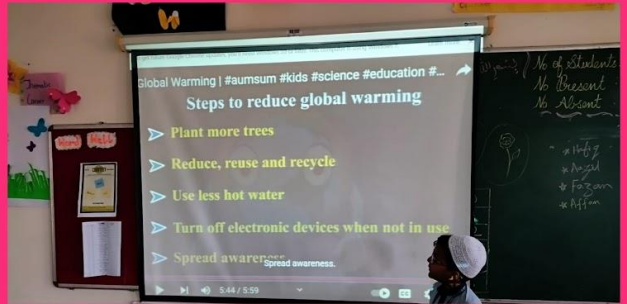 Global Warming | #aumsum #kids #science #education #...
Steps to reduce global warming
Plant more trees
Reduce, reuse and recycle
Use less hot water
Turn off electronic devices when not in use
Spread awareness
Spread awareness.
5:44 / 5:59
Word Wall
No of Students
No Present
No Absent
* Hafiz
* Fazan
* Affan